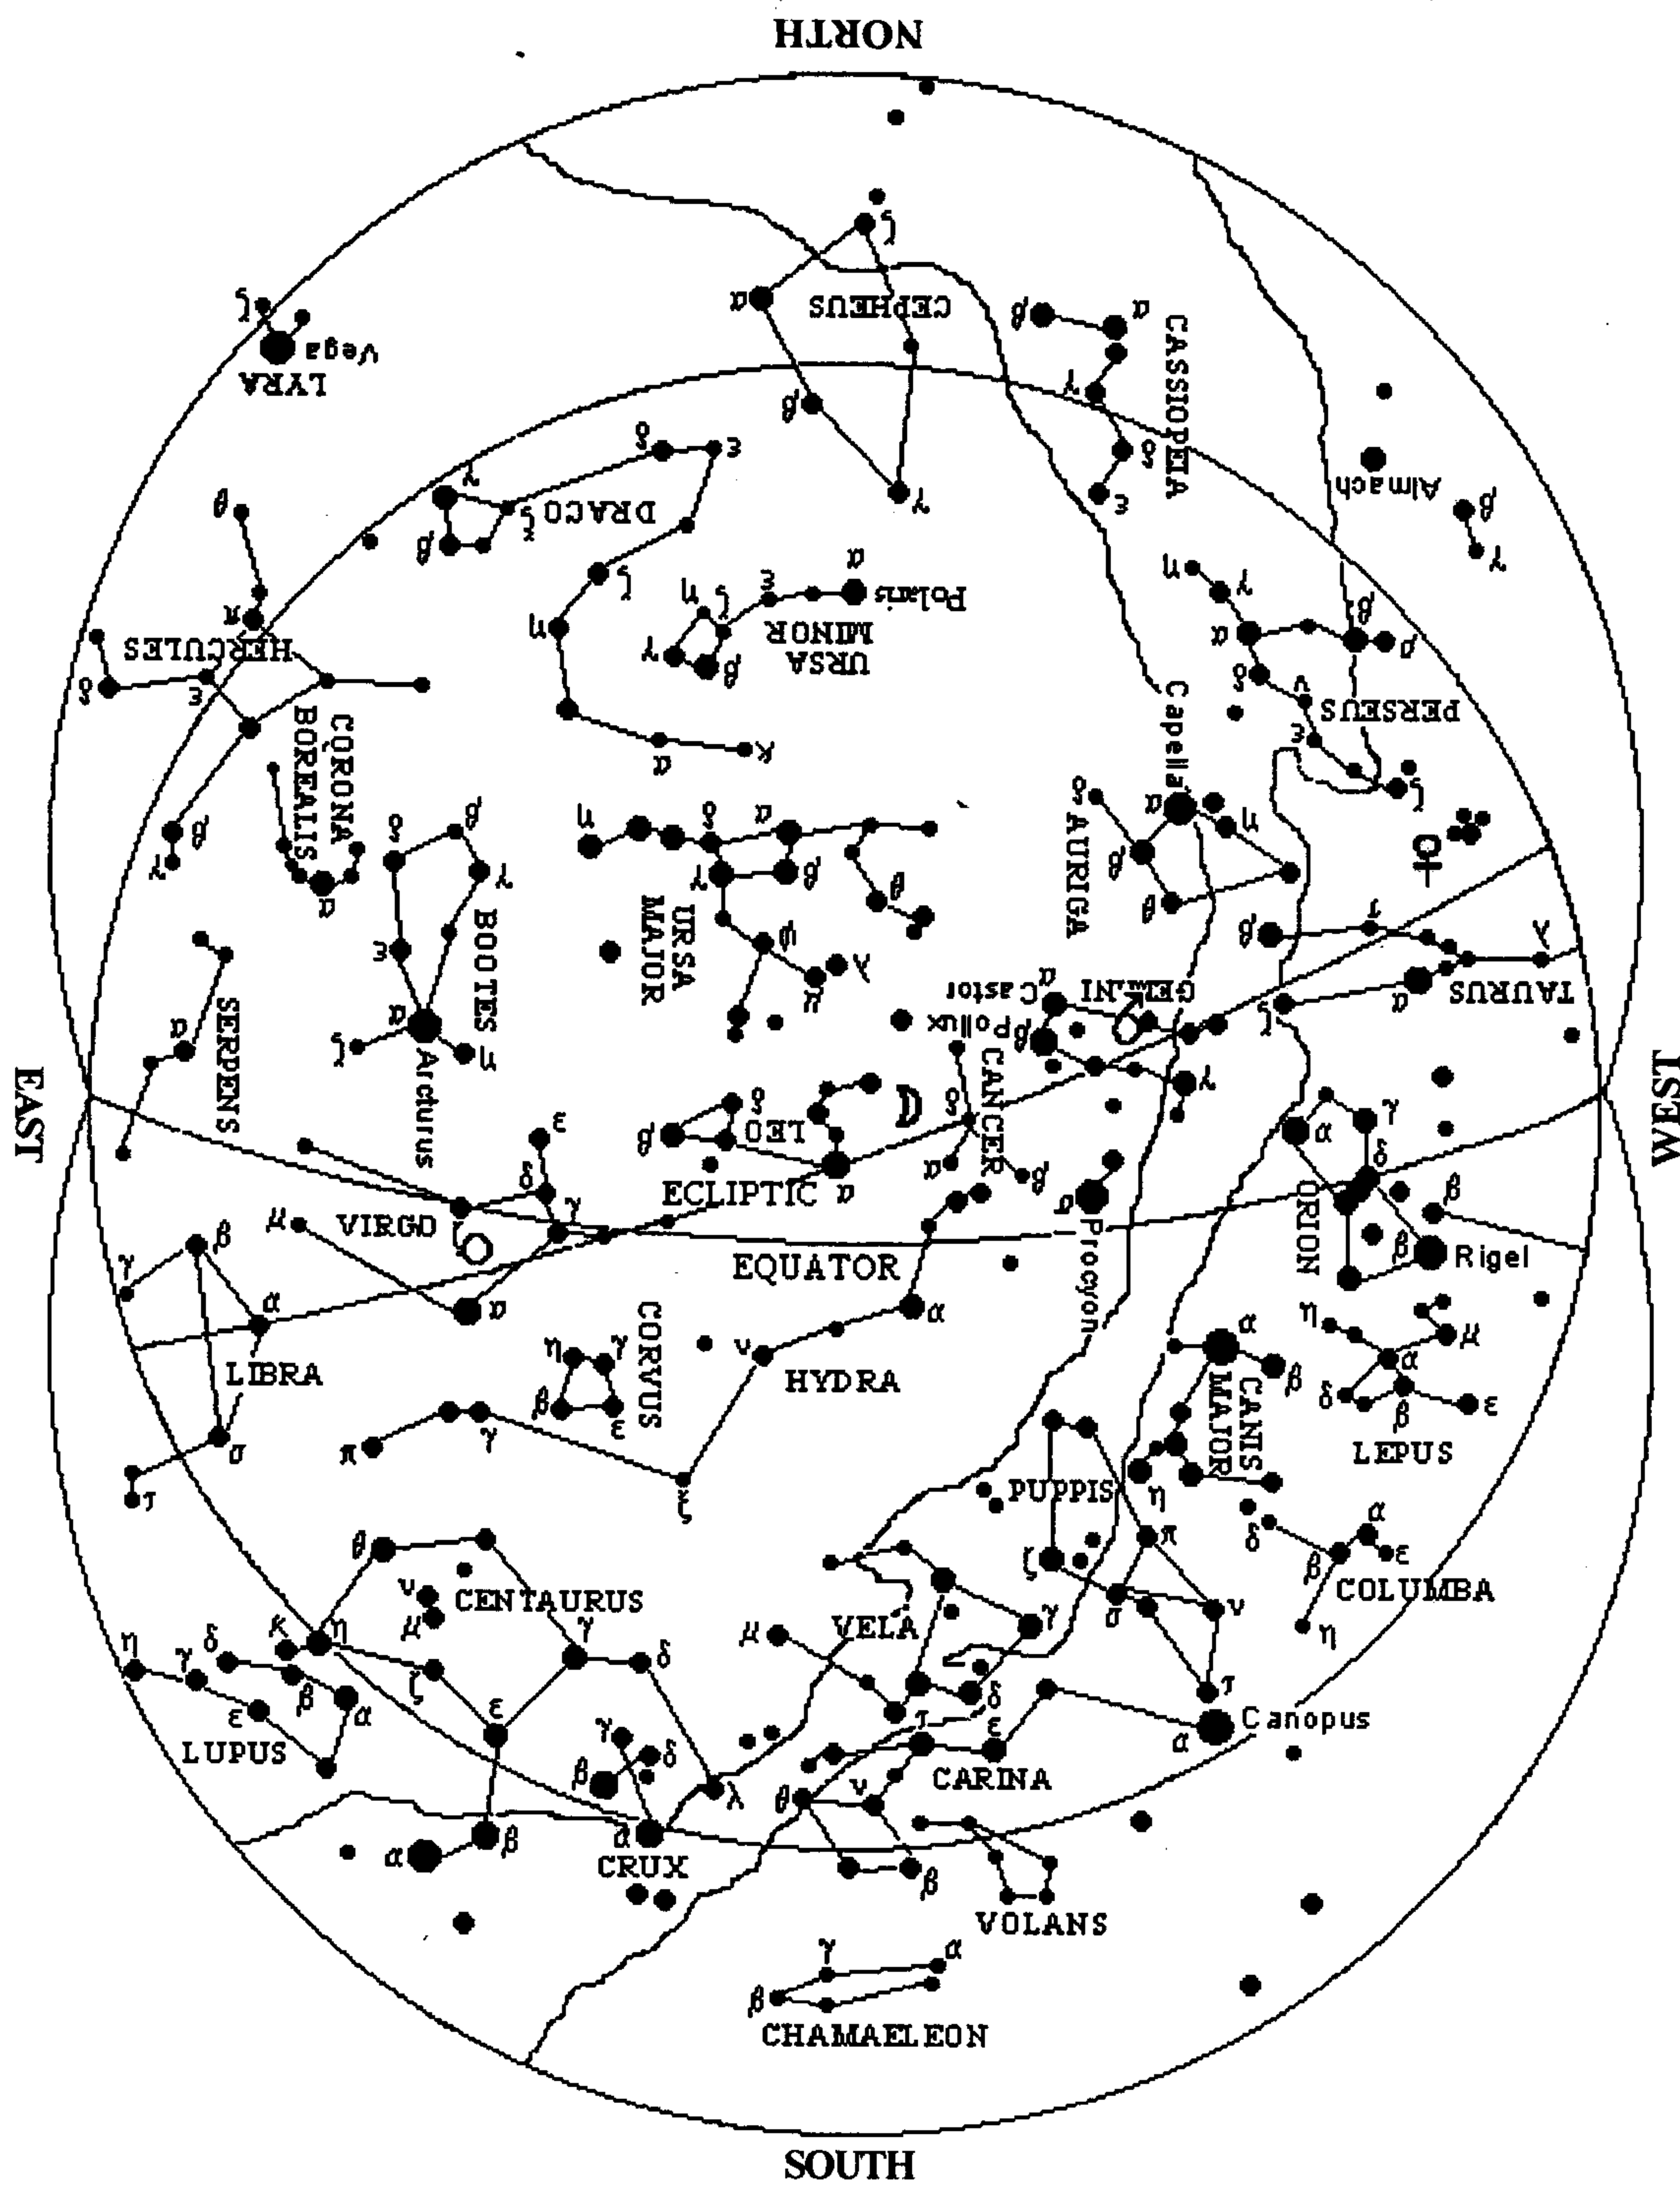 NORTH
ζ
α
CEPHEUS
β
γ
β
α
γ
δ
ε
CASSIOPEIA
ζ
Vega
LYRA
δ
ε
γ
ξ
β
DRACO
ζ
η
α
κ
Almach
β
γ
θ
π
HERCULES
δ
ε
β
γ
α
Polaris
ε
ζ
η
γ
β
URSA
MINOR
η
γ
α
δ
ν
ε
ζ
β
ρ
PERSEUS
CORONA
BOREALIS
α
Capella
α
δ
η
β
θ
AURIGA
♀
δ
β
γ
ε
α
ζ
η
BOOTES
Arcturus
η
δ
α
γ
β
θ
ψ
λ
μ
URSA
MAJOR
β
τ
λ
α
ζ
TAURUS
α
SERPENS
α
Castor
β
Pollux
γ
GEMINI
♂
EAST
WEST
δ
β
LEO
α
δ
α
β
CANCER
ECLIPTIC
EQUATOR
α
Procyon
α
γ
δ
β
β
Rigel
ORION
ε
δ
γ
ζ
μ
α
VIRGO
β
γ
α
σ
τ
LIBRA
η
γ
β
ε
CORVUS
α
ν
ζ
γ
π
HYDRA
α
β
η
CANIS
MAJOR
η
μ
α
δ
β
ε
LEPUS
PUPPIS
π
ζ
σ
ν
τ
δ
α
ε
β
η
COLUMBA
θ
ν
μ
CENTAURUS
κ
η
ζ
γ
δ
ε
λ
β
α
μ
VELA
γ
δ
η
γ
δ
β
α
ε
LUPUS
γ
δ
β
α
CRUX
Canopus
α
ε
CARINA
θ
ν
β
VOLANS
γ
α
β
CHAMAELEON
SOUTH